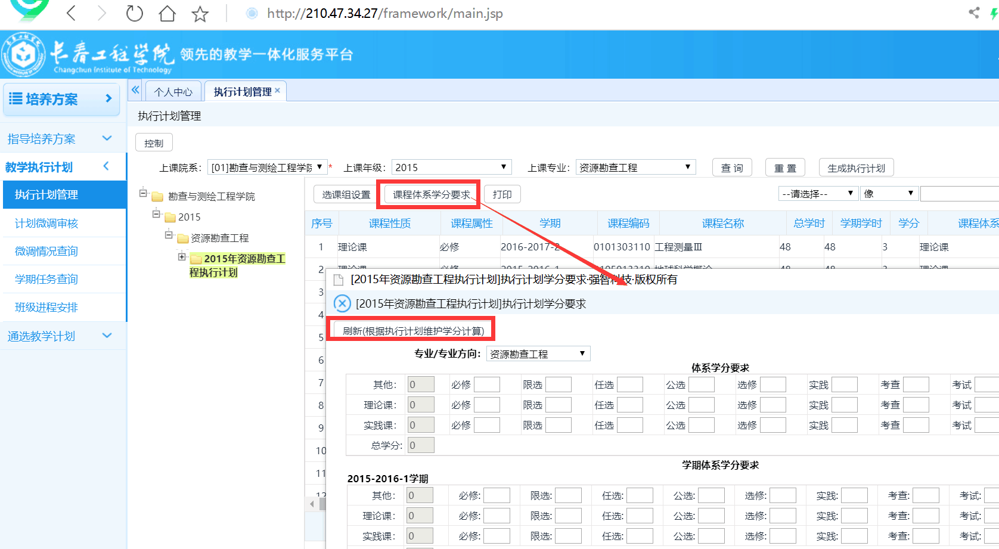 http://210.47.34.27/framework/main.jsp
长春工程学院 领先的教学一体化服务平台
Changchun Institute of Technology
培养方案
个人中心 执行计划管理
执行计划管理
指导培养方案
控制
教学执行计划
上课院系： [01]勘查与测绘工程学院 * 上课年级： 2015 上课专业： 资源勘查工程 查 询 重 置 生成执行计划
执行计划管理
勘查与测绘工程学院
选课组设置 课程体系学分要求 打印 --请选择-- 像
2015
计划微调审核
序号 课程性质 课程属性 学期 课程编码 课程名称 总学时 学期学时 学分 课程体系
资源勘查工程
1 理论课 必修 2016-2017-2 0101303110 工程测量Ⅲ 48 48 3 理论课
微调情况查询
2015年资源勘查工
程执行计划
2 理论课 必修 2015-2016-1 地球科学概论 48 48 3 理论课
学期任务查询
[2015年资源勘查工程执行计划]执行计划学分要求·强智科技·版权所有
3
班级进程安排
[2015年资源勘查工程执行计划]执行计划学分要求
4
刷新(根据执行计划维护学分计算)
5
通选教学计划
专业/专业方向： 资源勘查工程
6
体系学分要求
7 其他： 0 必修 限选 任选 公选 选修 实践 考查 考试
8 理论课： 0 必修 限选 任选 公选 选修 实践 考查 考试
9 实践课： 0 必修 限选 任选 公选 选修 实践 考查 考试
10 总学分: 0
学期体系学分要求
11
2015-2016-1学期
12 其他: 0 必修: 限选: 任选: 公选: 选修: 实践: 考查: 考试:
理论课: 0 必修: 限选: 任选: 公选: 选修: 实践: 考查: 考试:
实践课: 0 必修: 限选: 任选: 公选: 选修: 实践: 考查: 考试: